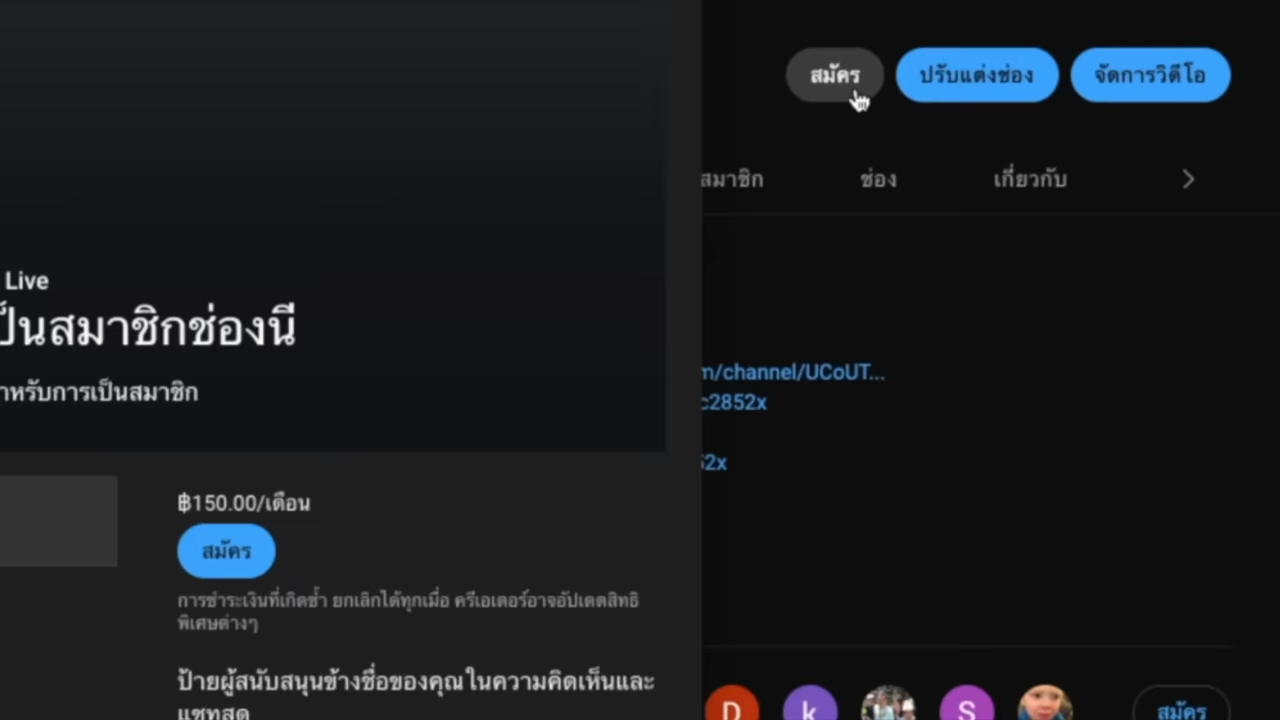 สมัคร
ปรับแต่งช่อง
จัดการวิดีโอ
สมาชิก
ช่อง
เกี่ยวกับ
Live
ป็นสมาชิกช่องนี้
าหรับการเป็นสมาชิก
m/channel/UCoUT...
c2852x
52x
฿150.00/เดือน
สมัคร
การชำระเงินที่เกิดซ้ำ ยกเลิกได้ทุกเมื่อ ครีเอเตอร์อาจอัปเดตสิทธิ
พิเศษต่างๆ
ป้ายผู้สนับสนุนข้างชื่อของคุณในความคิดเห็นและ
แชทสด
D
k
S
สมัคร